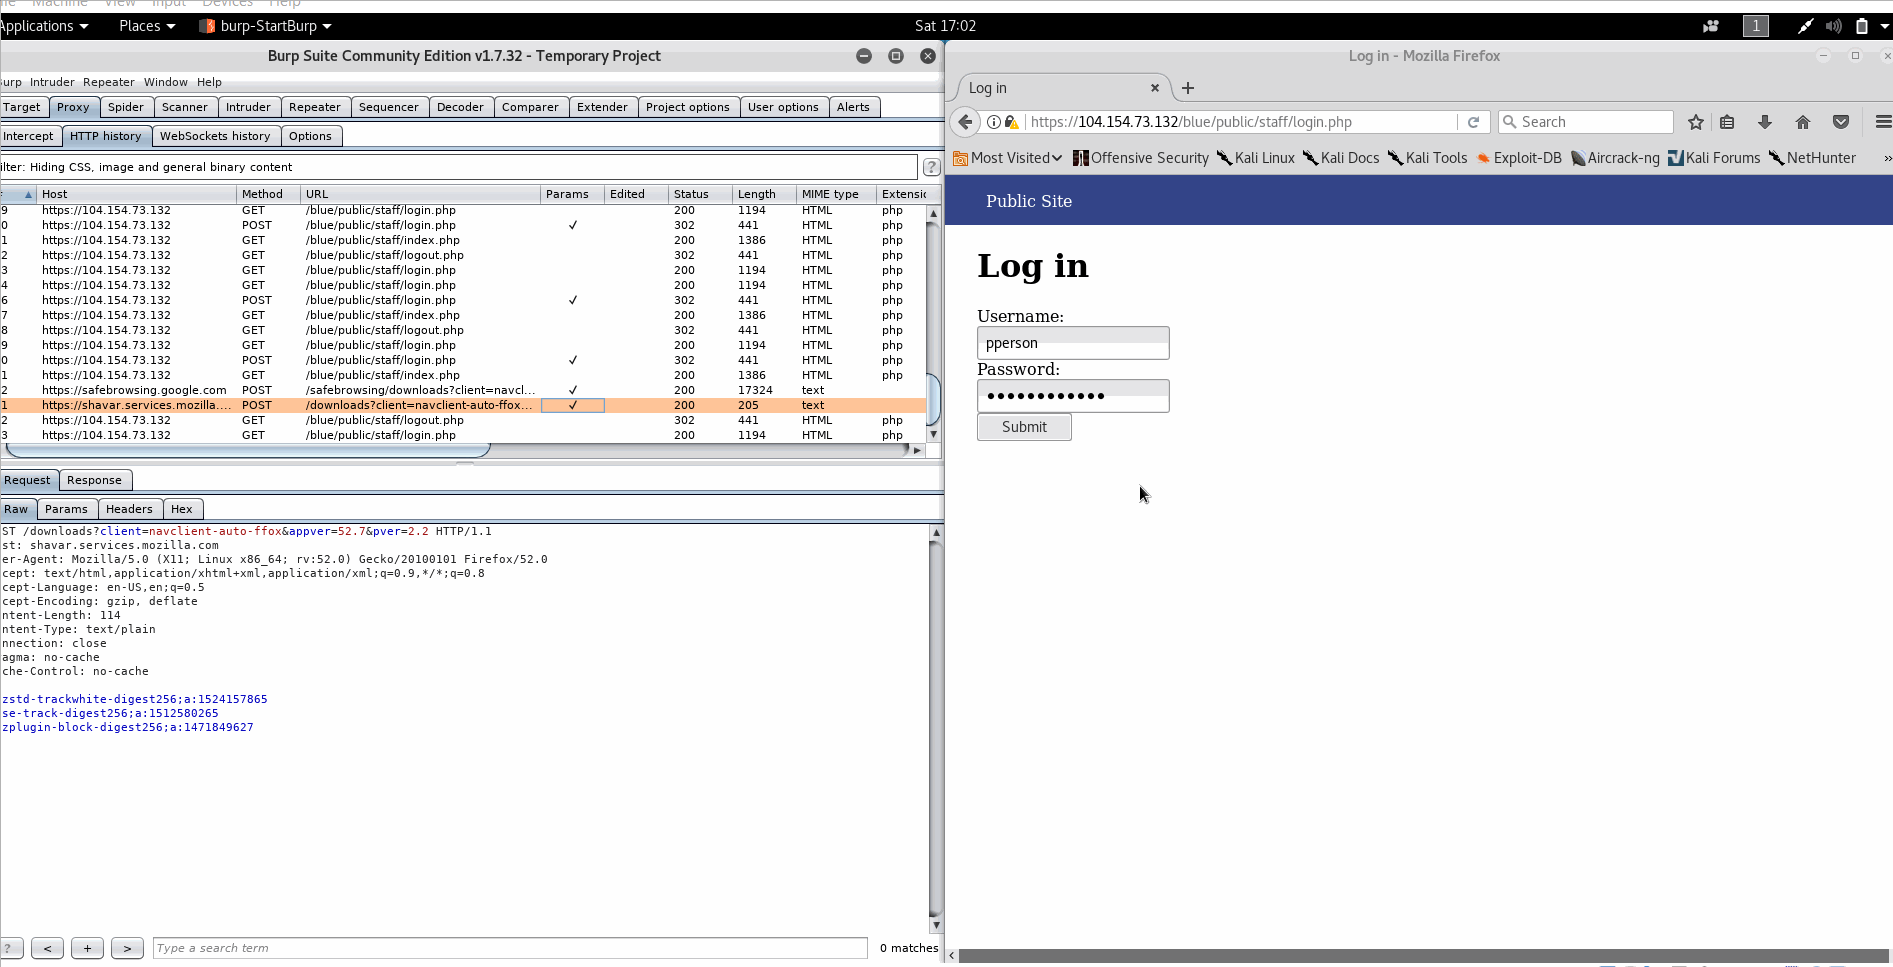 Machine View Input Devices Help
Applications Places burp-StartBurp Sat 17:02 1
Burp Suite Community Edition v1.7.32 - Temporary Project
urp Intruder Repeater Window Help
Target Proxy Spider Scanner Intruder Repeater Sequencer Decoder Comparer Extender Project options User options Alerts
Intercept HTTP history WebSockets history Options
ilter: Hiding CSS, image and general binary content ?
Host Method URL Params Edited Status Length MIME type Extensio
9 https://104.154.73.132 GET /blue/public/staff/login.php 200 1194 HTML php
0 https://104.154.73.132 POST /blue/public/staff/login.php ✓ 302 441 HTML php
1 https://104.154.73.132 GET /blue/public/staff/index.php 200 1386 HTML php
2 https://104.154.73.132 GET /blue/public/staff/logout.php 302 441 HTML php
3 https://104.154.73.132 GET /blue/public/staff/login.php 200 1194 HTML php
4 https://104.154.73.132 GET /blue/public/staff/login.php 200 1194 HTML php
6 https://104.154.73.132 POST /blue/public/staff/login.php ✓ 302 441 HTML php
7 https://104.154.73.132 GET /blue/public/staff/index.php 200 1386 HTML php
8 https://104.154.73.132 GET /blue/public/staff/logout.php 302 441 HTML php
9 https://104.154.73.132 GET /blue/public/staff/login.php 200 1194 HTML php
0 https://104.154.73.132 POST /blue/public/staff/login.php ✓ 302 441 HTML php
1 https://104.154.73.132 GET /blue/public/staff/index.php 200 1386 HTML php
2 https://safebrowsing.google.com POST /safebrowsing/downloads?client=navcl... ✓ 200 17324 text
1 https://shavar.services.mozilla.... POST /downloads?client=navclient-auto-ffox... ✓ 200 205 text
2 https://104.154.73.132 GET /blue/public/staff/logout.php 302 441 HTML php
3 https://104.154.73.132 GET /blue/public/staff/login.php 200 1194 HTML php
Request Response
Raw Params Headers Hex
ST /downloads?client=navclient-auto-ffox&appver=52.7&pver=2.2 HTTP/1.1
st: shavar.services.mozilla.com
er-Agent: Mozilla/5.0 (X11; Linux x86_64; rv:52.0) Gecko/20100101 Firefox/52.0
cept: text/html,application/xhtml+xml,application/xml;q=0.9,*/*;q=0.8
cept-Language: en-US,en;q=0.5
cept-Encoding: gzip, deflate
ntent-Length: 114
ntent-Type: text/plain
nnection: close
agma: no-cache
che-Control: no-cache
zstd-trackwhite-digest256;a:1524157865
se-track-digest256;a:1512580265
zplugin-block-digest256;a:1471849627
? < + > Type a search term 0 matches
Log in - Mozilla Firefox
Log in
https://104.154.73.132/blue/public/staff/login.php Search
Most Visited Offensive Security Kali Linux Kali Docs Kali Tools Exploit-DB Aircrack-ng Kali Forums NetHunter »
Public Site
Log in
Username:
pperson
Password:
Submit